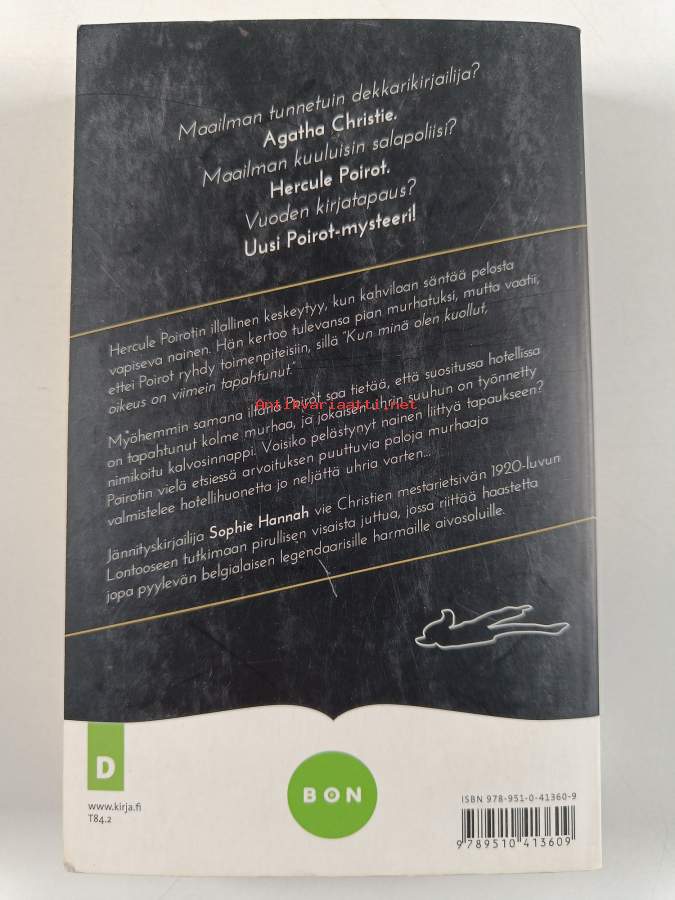 Maailman tunnetuin dekkarikirjailija?
Agatha Christie.
Maailman kuuluisin salapoliisi?
Hercule Poirot.
Vuoden kirjatapaus?
Uusi Poirot-mysteeri!
Hercule Poirotin illallinen keskeytyy, kun kahvilaan säntää pelosta
vapiseva nainen. Hän kertoo tulevansa pian murhatuksi, mutta vaatii,
ettei Poirot ryhdy toimenpiteisiin, sillä "Kun minä olen kuollut,
oikeus on viimein tapahtunut."
Myöhemmin samana iltana Poirot saa tietää, että suositussa hotellissa
on tapahtunut kolme murhaa, ja jokaisen uhrin suuhun on työnnetty
nimikoitu kalvosinnappi. Voisiko pelästynyt nainen liittyä tapaukseen?
Poirotin vielä etsiessä arvoituksen puuttuvia paloja murhaaja
valmistelee hotellihuonetta jo neljättä uhria varten...
Jännityskirjailija Sophie Hannah vie Christien mestarietsivän 1920-luvun
Lontooseen tutkimaan pirullisen visaista juttua, jossa riittää haastetta
jopa pyylevän belgialaisen legendaarisille harmaille aivosoluille.
Antikvariaatti.net
D
www.kirja.fi
T84.2
BON
ISBN 978-951-0-41360-9
9 789510 413609